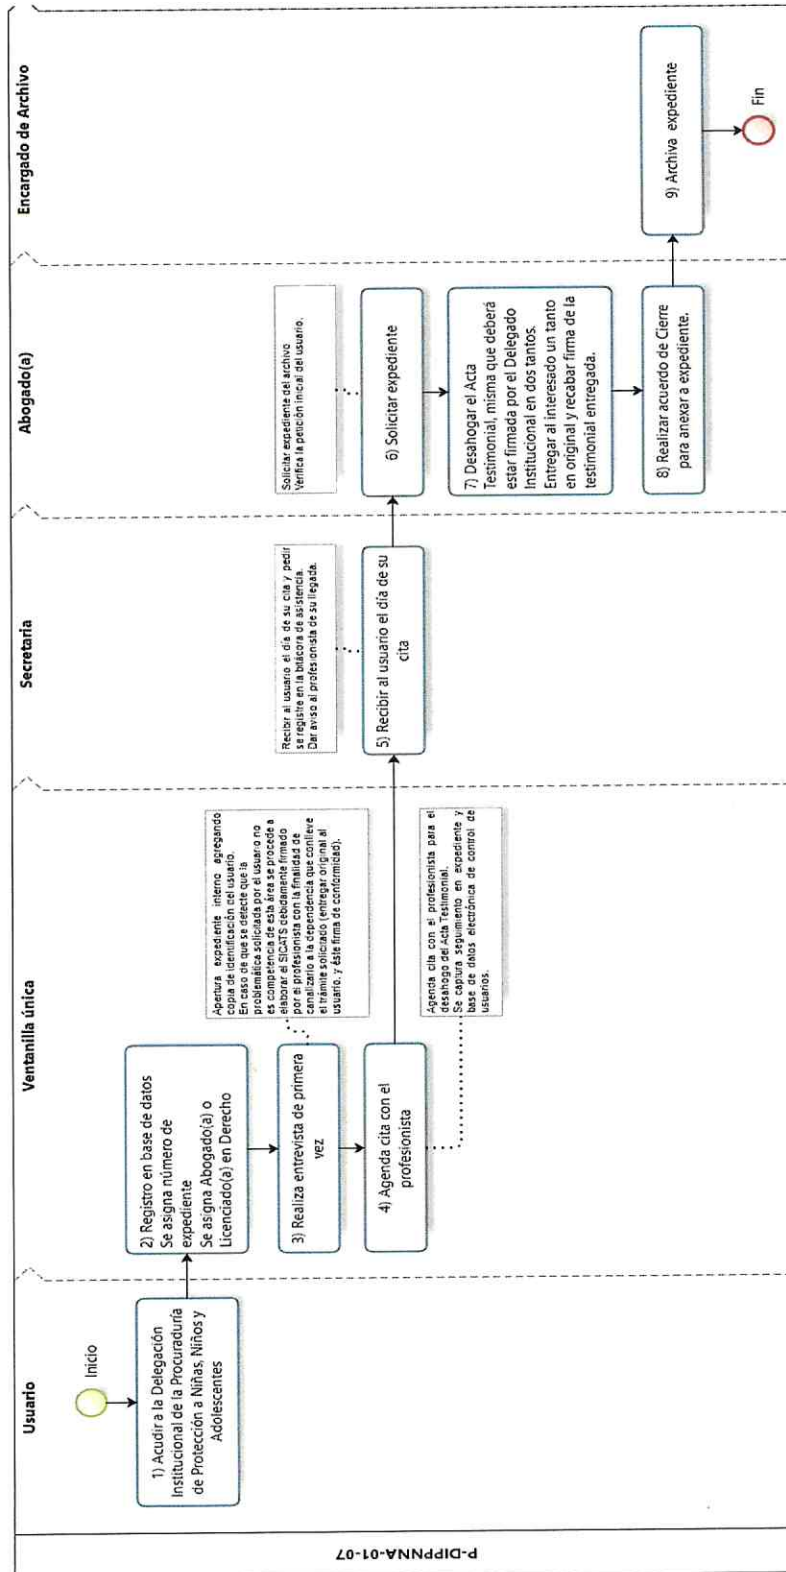 P-DIPPNNA-01-07
Usuario
Inicio
1) Acudir a la Delegación
Institucional de la Procuraduría
de Protección a Niñas, Niños y
Adolescentes
Ventanilla única
2) Registro en base de datos
Se asigna número de
expediente
Se asigna Abogado(a) o
Licenciado(a) en Derecho
3) Realiza entrevista de primera
vez
Apertura expediente interno agregando
copia de identificación del usuario.
En caso de que se detecte que la
problemática solicitada por el usuario no
es competencia de esta área se procede a
elaborar el SICATS debidamente firmado
por el profesionista con la finalidad de
canalizarlo a la dependencia que conlleve
el trámite solicitado (entregar original al
usuario, y éste firma de conformidad).
4) Agenda cita con el
profesionista
Agenda cita con el profesionista para el
desahogo del Acta Testimonial.
Se captura seguimiento en expediente y
base de datos electrónica de control de
usuarios.
Secretaria
Recibir al usuario el día de su cita y pedir
se registre en la bitácora de asistencia.
Dar aviso al profesionista de su llegada.
5) Recibir al usuario el día de su
cita
Abogado(a)
Solicitar expediente del archivo
Verifica la petición inicial del usuario.
6) Solicitar expediente
7) Desahogar el Acta
Testimonial, misma que deberá
estar firmada por el Delegado
Institucional en dos tantos.
Entregar al interesado un tanto
en original y recabar firma de la
testimonial entregada.
8) Realizar acuerdo de Cierre
para anexar a expediente.
Encargado de Archivo
9) Archiva expediente
Fin